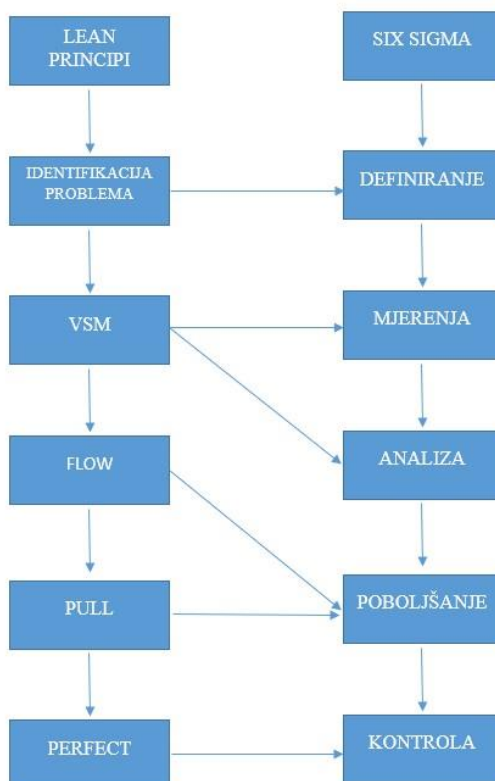 LEAN
PRINCIPI
SIX SIGMA
IDENTIFIKACIJA
PROBLEMA
DEFINIRANJE
VSM
MJERENJA
FLOW
ANALIZA
PULL
POBOLJŠANJE
PERFECT
KONTROLA